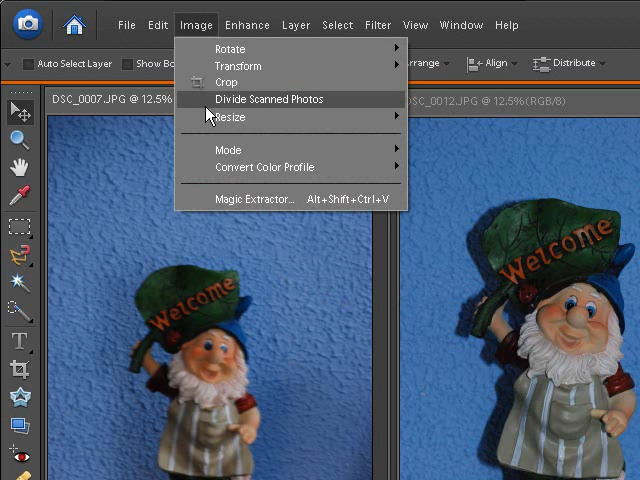 File Edit Image Enhance Layer Select Filter View Window Help
Auto Select Layer Show Bo rrange Align Distribute
DSC_0007.JPG @ 12.5% DSC_0012.JPG @ 12.5%(RGB/8)
Rotate
Transform
Crop
Divide Scanned Photos
Resize
Mode
Convert Color Profile
Magic Extractor... Alt+Shift+Ctrl+V
Welcome
Welcome
T